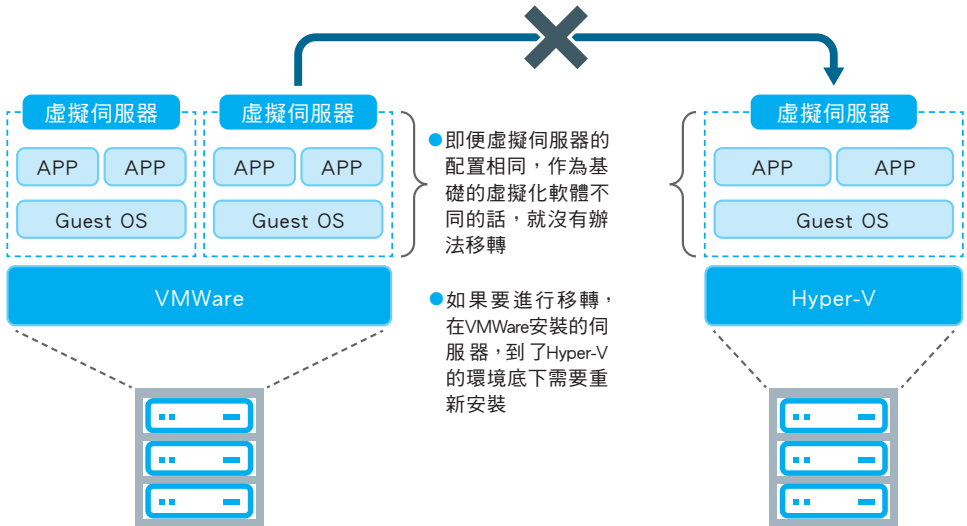 虛擬伺服器
虛擬伺服器
虛擬伺服器
APP
APP
APP
APP
APP
APP
Guest OS
Guest OS
Guest OS
VMWare
Hyper-V
●即便虛擬伺服器的
配置相同，作為基
礎的虛擬化軟體不
同的話，就沒有辦
法移轉
●如果要進行移轉，
在VMWare安裝的伺
服器，到了Hyper-V
的環境底下需要重
新安裝